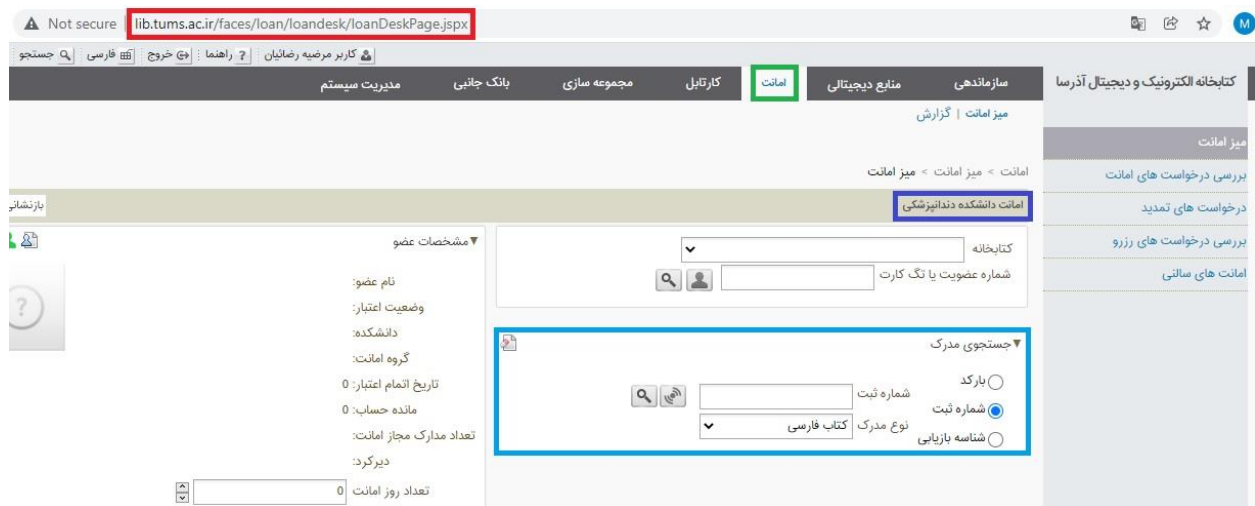 Not secure lib.tums.ac.ir/faces/loan/loandesk/loanDeskPage.jspx M
کاربر مرضیه رضائیان ? راهنما خروج فارسی جستجو
کتابخانه الکترونیک و دیجیتال آذرسا
سازماندهی منابع دیجیتالی امانت کارتابل مجموعه سازی بانک جانبی مدیریت سیستم
میز امانت | گزارش
میز امانت
بررسی درخواست های امانت
درخواست های تمدید
بررسی درخواست های رزرو
امانت های سالنی
امانت > میز امانت > میز امانت
امانت دانشکده دندانپزشکی
بازنشانی
کتابخانه
شماره عضویت یا تگ کارت
▼جستجوی مدرک
بارکد
شماره ثبت
شناسه بازیابی
شماره ثبت
نوع مدرک کتاب فارسی
▼مشخصات عضو
?
نام عضو:
وضعیت اعتبار:
دانشکده:
گروه امانت:
تاریخ اتمام اعتبار: 0
مانده حساب: 0
تعداد مدارک مجاز امانت:
دیرکرد:
تعداد روز امانت 0